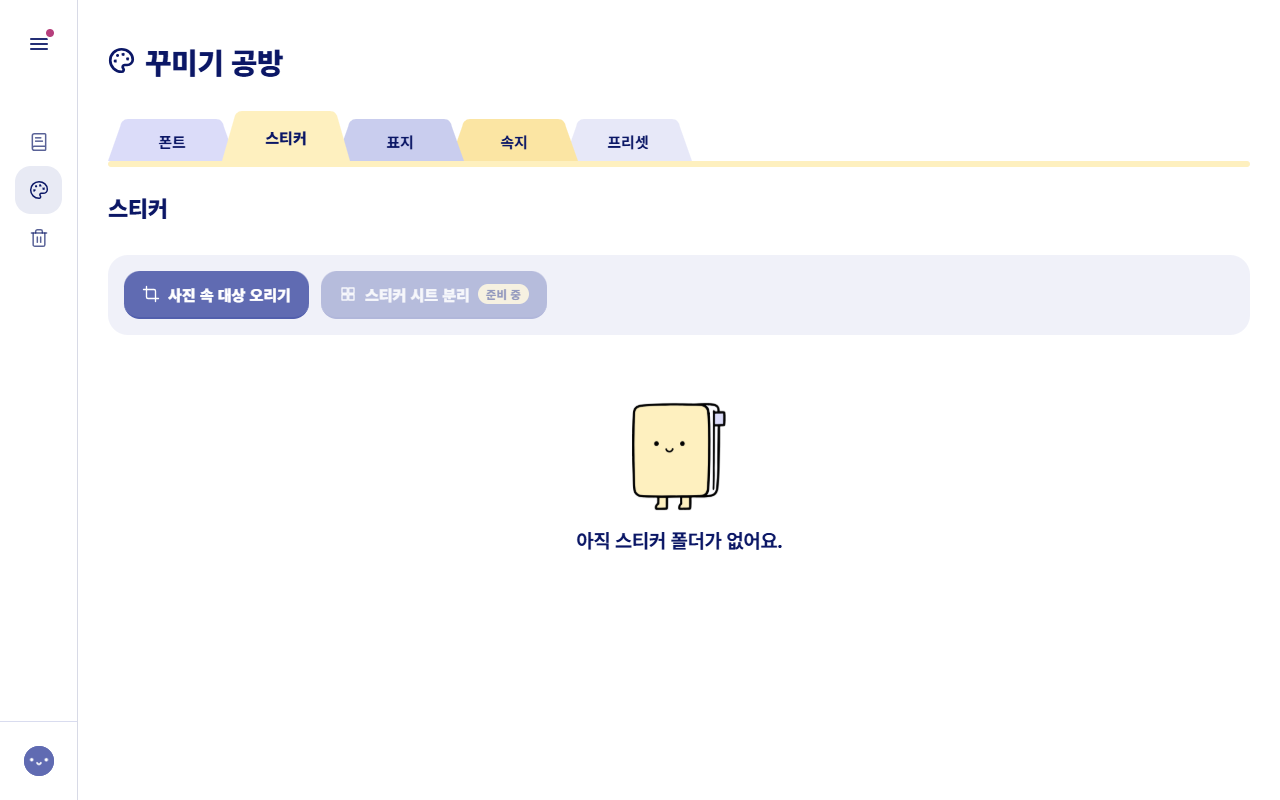 꾸미기 공방
폰트
스티커
표지
속지
프리셋
스티커
사진 속 대상 오리기
스티커 시트 분리 준비 중
아직 스티커 폴더가 없어요.